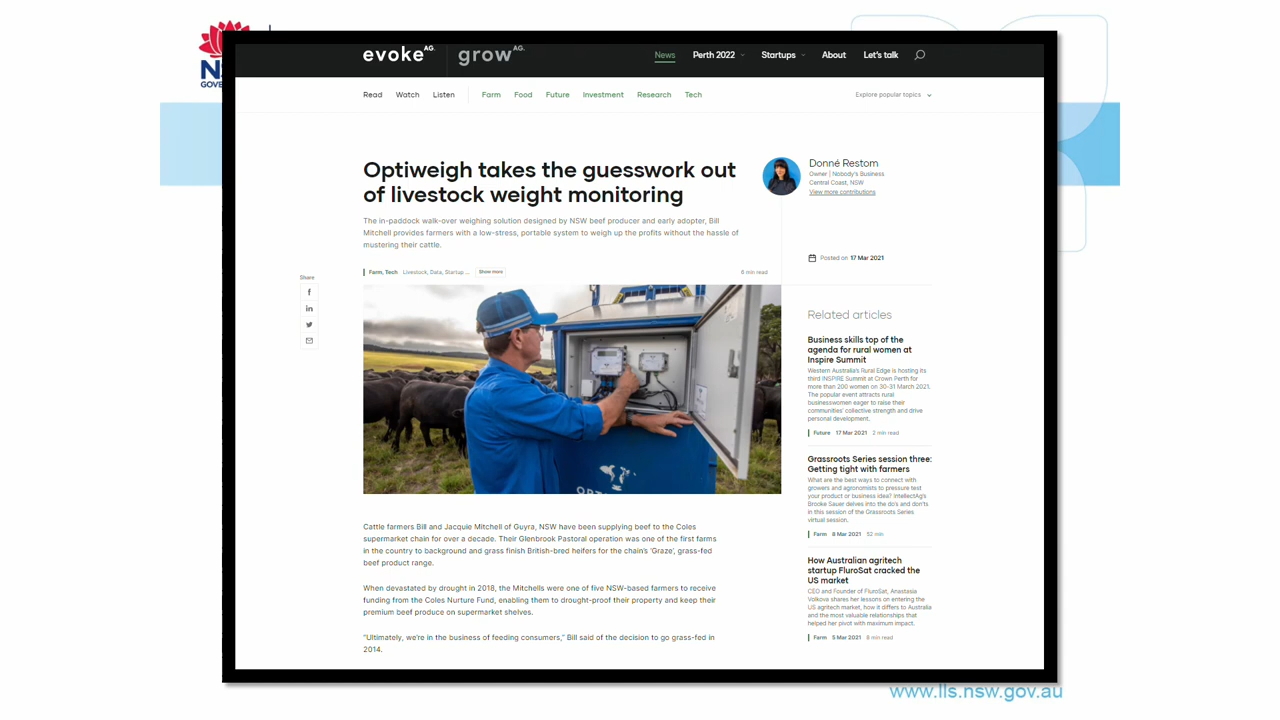 NS
GOVE
evoke AG.
grow AG.
News
Perth 2022
Startups
About
Let's talk
Read
Watch
Listen
Farm
Food
Future
Investment
Research
Tech
Explore popular topics
Optiweigh takes the guesswork out
of livestock weight monitoring
The in-paddock walk-over weighing solution designed by NSW beef producer and early adopter, Bill
Mitchell provides farmers with a low-stress, portable system to weigh up the profits without the hassle of
mustering their cattle.
Farm, Tech Livestock, Data, Startup ... Show more
8 min read
Donné Restom
Owner | Nobody's Business
Central Coast, NSW
View more contributions
Posted on 17 Mar 2021
Share
OPT
Cattle farmers Bill and Jacquie Mitchell of Guyra, NSW have been supplying beef to the Coles
supermarket chain for over a decade. Their Glenbrook Pastoral operation was one of the first farms
in the country to background and grass finish British-bred heifers for the chain's 'Graze', grass-fed
beef product range.
When devastated by drought in 2018, the Mitchells were one of five NSW-based farmers to receive
funding from the Coles Nurture Fund, enabling them to drought-proof their property and keep their
premium beef produce on supermarket shelves.
"Ultimately, we're in the business of feeding consumers," Bill said of the decision to go grass-fed in
2014.
Related articles
Business skills top of the
agenda for rural women at
Inspire Summit
Western Australia's Rural Edge is hosting its
third INSPIRE Summit at Crown Perth for
more than 200 women on 30-31 March 2021.
The popular event attracts rural
businesswomen eager to raise their
communities' collective strength and drive
personal development.
Future 17 Mar 2021 2 min read
Grassroots Series session three:
Getting tight with farmers
What are the best ways to connect with
growers and agronomists to pressure test
your product or business idea? IntellectAg's
Brooke Sauer delves into the do's and don'ts
in this session of the Grassroots Series
virtual session.
Farm 8 Mar 2021 52 min
How Australian agritech
startup FluroSat cracked the
US market
CEO and Founder of FluroSat, Anastasia
Volkova shares her lessons on entering the
US agritech market, how it differs to Australia
and the most valuable relationships that
helped her pivot with maximum impact.
Farm 5 Mar 2021 8 min read
www.lls.nsw.gov.au